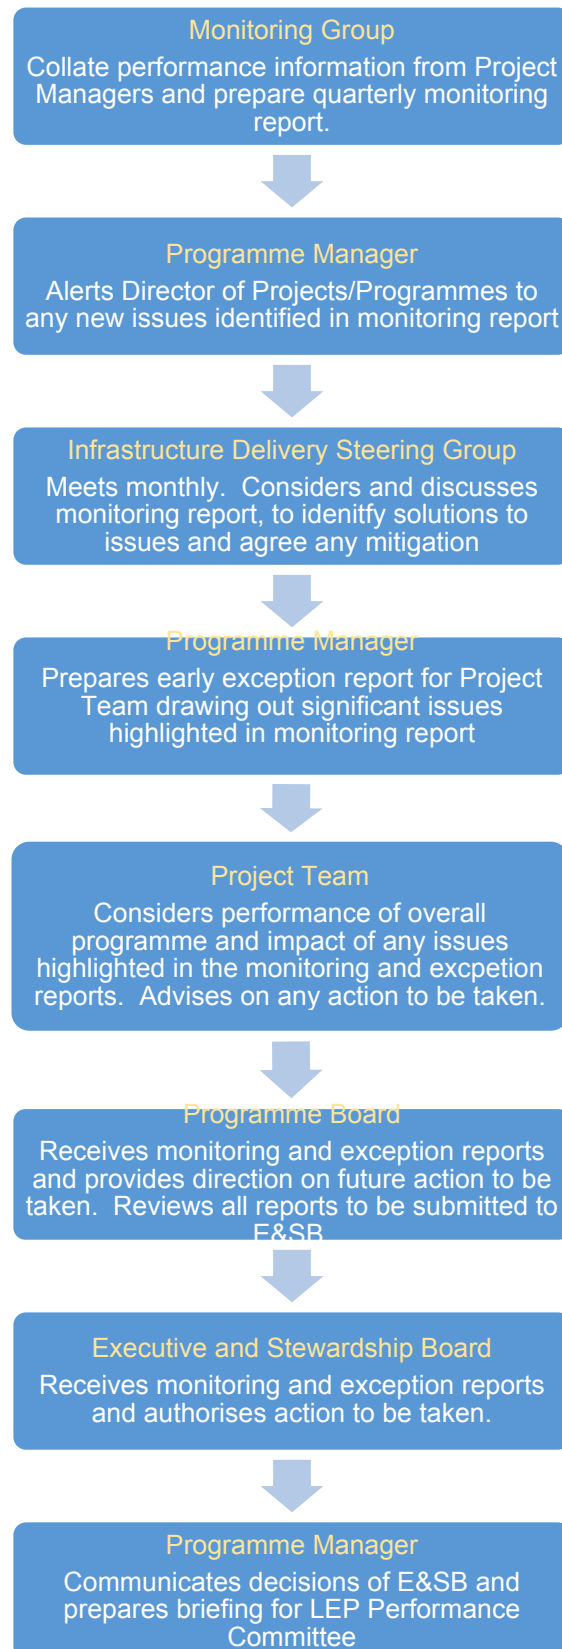 Monitoring Group
Collate performance information from Project
Managers and prepare quarterly monitoring
report.
Programme Manager
Alerts Director of Projects/Programmes to
any new issues identified in monitoring report
Infrastructure Delivery Steering Group
Meets monthly.  Considers and discusses
monitoring report, to idenitfy solutions to
issues and agree any mitigation
Programme Manager
Prepares early exception report for Project
Team drawing out significant issues
highlighted in monitoring report
Project Team
Considers performance of overall
programme and impact of any issues
highlighted in the monitoring and excpetion
reports.  Advises on any action to be taken.
Programme Board
Receives monitoring and exception reports
and provides direction on future action to be
taken.  Reviews all reports to be submitted to
E&SB
Executive and Stewardship Board
Receives monitoring and exception reports
and authorises action to be taken.
Programme Manager
Communicates decisions of E&SB and
prepares briefing for LEP Performance
Committee